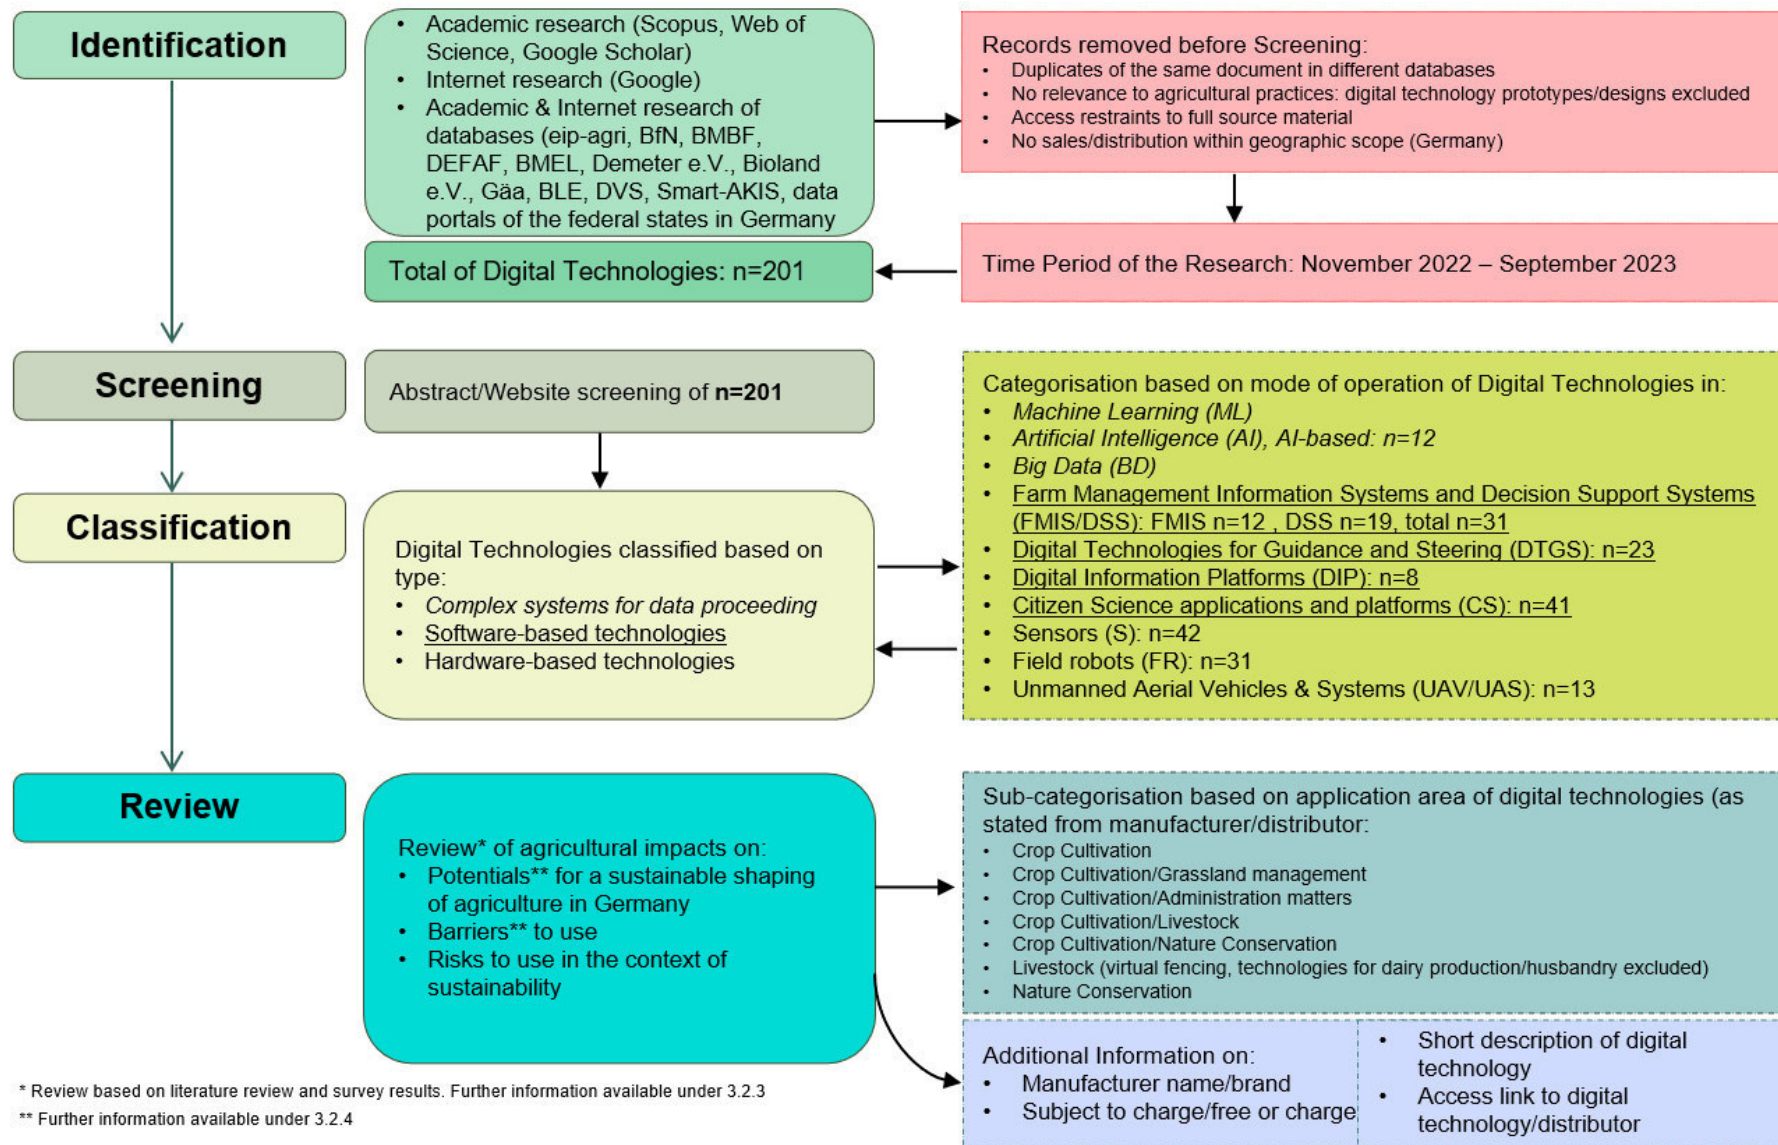 Identification
• Academic research (Scopus, Web of
Science, Google Scholar)
• Internet research (Google)
• Academic & Internet research of
databases (eip-agri, BfN, BMBF,
DEFAF, BMEL, Demeter e.V., Bioland
e.V., Gäa, BLE, DVS, Smart-AKIS, data
portals of the federal states in Germany
Records removed before Screening:
• Duplicates of the same document in different databases
• No relevance to agricultural practices: digital technology prototypes/designs excluded
• Access restraints to full source material
• No sales/distribution within geographic scope (Germany)
Total of Digital Technologies: n=201
Time Period of the Research: November 2022 – September 2023
Screening
Abstract/Website screening of n=201
Categorisation based on mode of operation of Digital Technologies in:
• Machine Learning (ML)
• Artificial Intelligence (AI), AI-based: n=12
• Big Data (BD)
• Farm Management Information Systems and Decision Support Systems
(FMIS/DSS): FMIS n=12 , DSS n=19, total n=31
• Digital Technologies for Guidance and Steering (DTGS): n=23
• Digital Information Platforms (DIP): n=8
• Citizen Science applications and platforms (CS): n=41
• Sensors (S): n=42
• Field robots (FR): n=31
• Unmanned Aerial Vehicles & Systems (UAV/UAS): n=13
Classification
Digital Technologies classified based on
type:
• Complex systems for data proceeding
• Software-based technologies
• Hardware-based technologies
Review
Review* of agricultural impacts on:
• Potentials** for a sustainable shaping
of agriculture in Germany
• Barriers** to use
• Risks to use in the context of
sustainability
Sub-categorisation based on application area of digital technologies (as
stated from manufacturer/distributor:
• Crop Cultivation
• Crop Cultivation/Grassland management
• Crop Cultivation/Administration matters
• Crop Cultivation/Livestock
• Crop Cultivation/Nature Conservation
• Livestock (virtual fencing, technologies for dairy production/husbandry excluded)
• Nature Conservation
Additional Information on:
• Manufacturer name/brand
• Subject to charge/free or charge
• Short description of digital
technology
• Access link to digital
technology/distributor
* Review based on literature review and survey results. Further information available under 3.2.3
** Further information available under 3.2.4